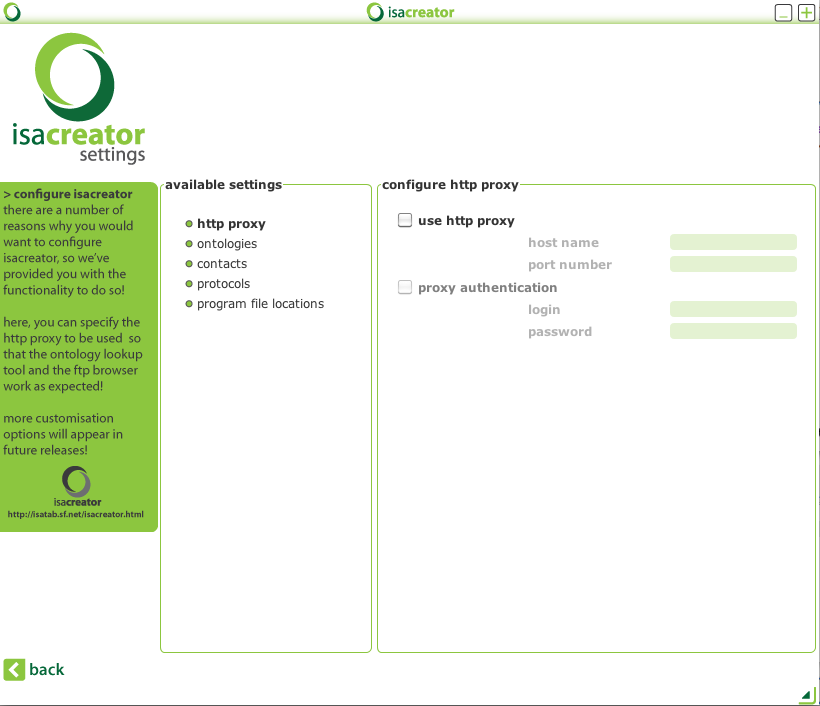 isacreator
isacreator
settings
> configure isacreator
there are a number of
reasons why you would
want to configure
isacreator, so we've
provided you with the
functionality to do so!
here, you can specify the
http proxy to be used so
that the ontology lookup
tool and the ftp browser
work as expected!
more customisation
options will appear in
future releases!
isacreator
http://isatab.sf.net/isacreator.html
available settings
http proxy
ontologies
contacts
protocols
program file locations
configure http proxy
use http proxy
host name
port number
proxy authentication
login
password
back